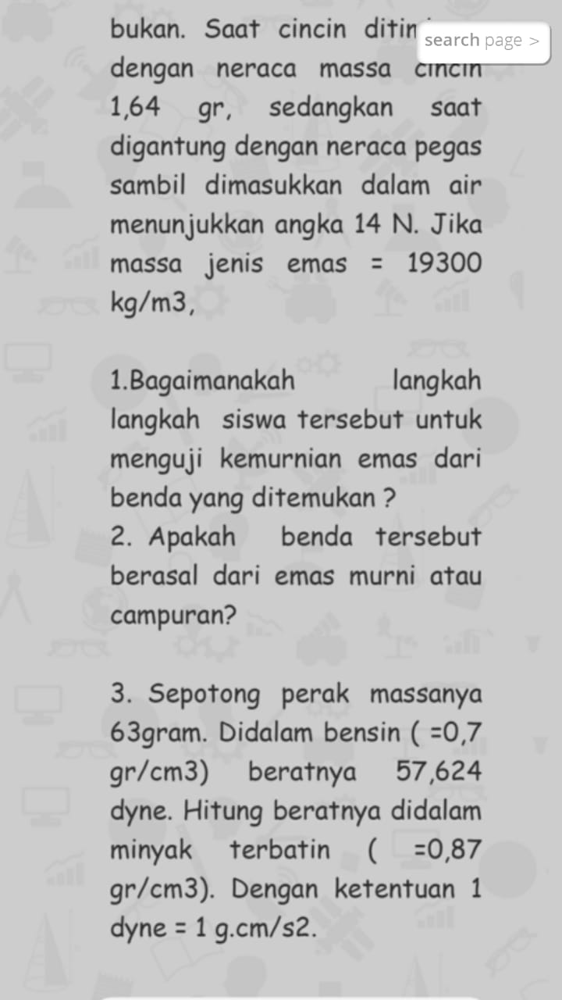 bukan. Saat cincin
search page >
dengan neraca massa cincin
1,64 gr, sedangkan saat
digantung dengan neraca pegas
sambil dimasukkan dalam air
menunjukkan angka 14 N. Jika
massa jenis emas = 19300
kg/m3,
1.Bagaimanakah langkah
langkah siswa tersebut untuk
menguji kemurnian emas dari
benda yang ditemukan ?
2. Apakah benda tersebut
berasal dari emas murni atau
campuran?
3. Sepotong perak massanya
63gram. Didalam bensin ( =0,7
gr/cm3) beratnya 57,624
dyne. Hitung beratnya didalam
minyak terbatin ( =0,87
gr/cm3). Dengan ketentuan 1
dyne = 1 g.cm/s2.